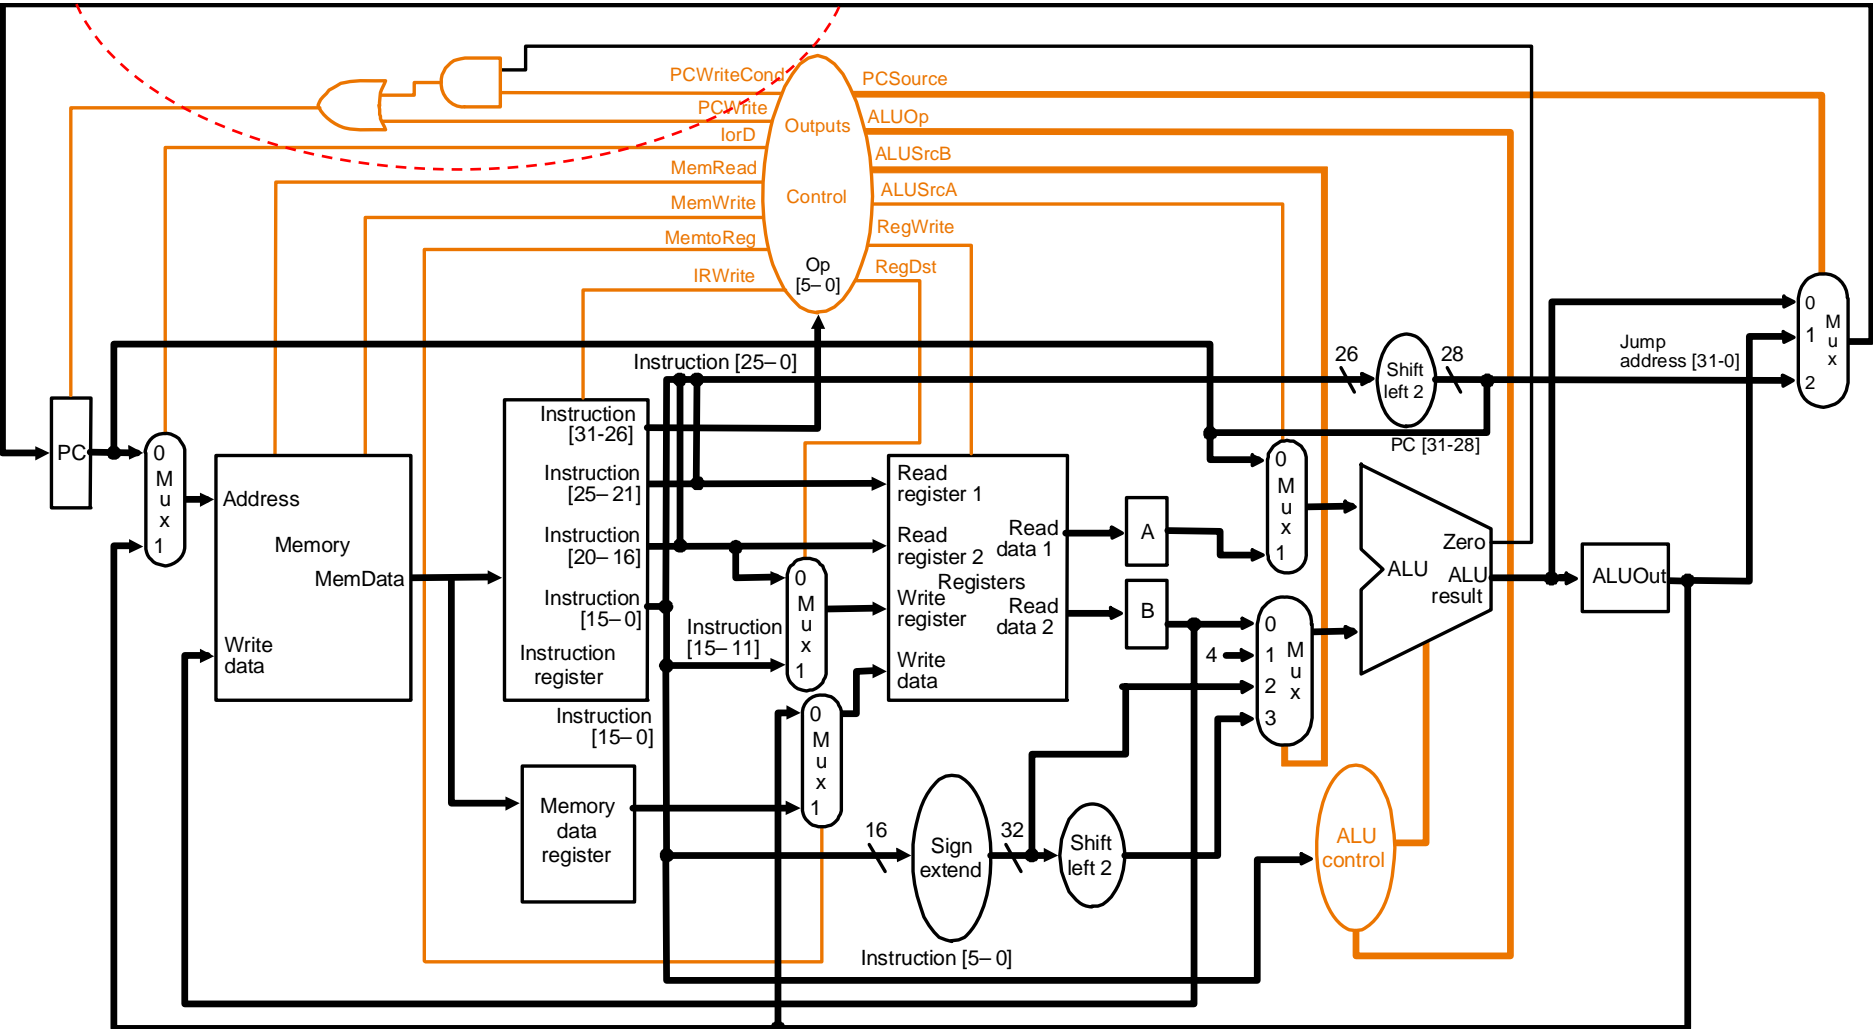 PCWriteCond
PCSource
PCWrite
ALUOp
Outputs
IorD
ALUSrcB
MemRead
ALUSrcA
Control
MemWrite
RegWrite
MemtoReg
RegDst
Op
[5–0]
IRWrite
0
M
u
x
1
2
Jump
address [31-0]
Instruction [25–0]
26
Shift
left 2
28
PC [31-28]
PC
0
M
u
x
1
Address
Memory
MemData
Write
data
Instruction
[31-26]
Instruction
[25–21]
Instruction
[20–16]
Instruction
[15–0]
Instruction
register
Instruction
[15–0]
Instruction
[15–11]
0
M
u
x
1
Read
register 1
Read
register 2
Registers
Write
register
Write
data
Read
data 1
Read
data 2
A
B
0
M
u
x
1
4
0
1
2
3
M
u
x
Zero
ALU
ALU
result
ALUOut
0
M
u
x
1
Memory
data
register
16
Sign
extend
32
Shift
left 2
ALU
control
Instruction [5–0]